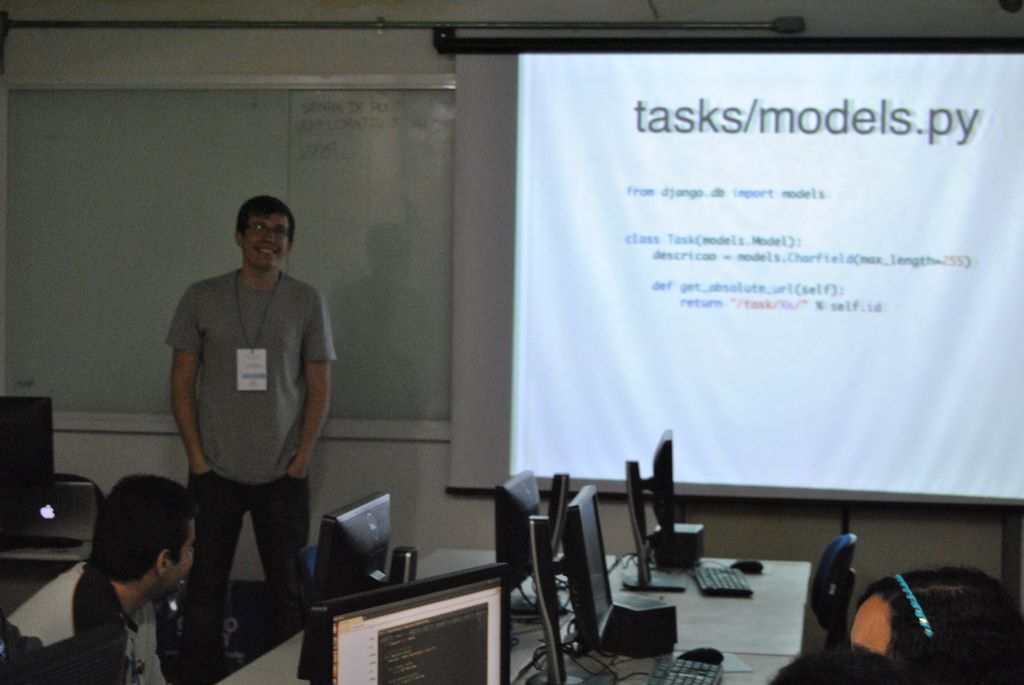 tasks/models.py
from django.db import models
class Task(models.Model):
descricao = models.CharField(max_length=255)
def get_absolute_url(self):
return "/task/%s/" % self.id